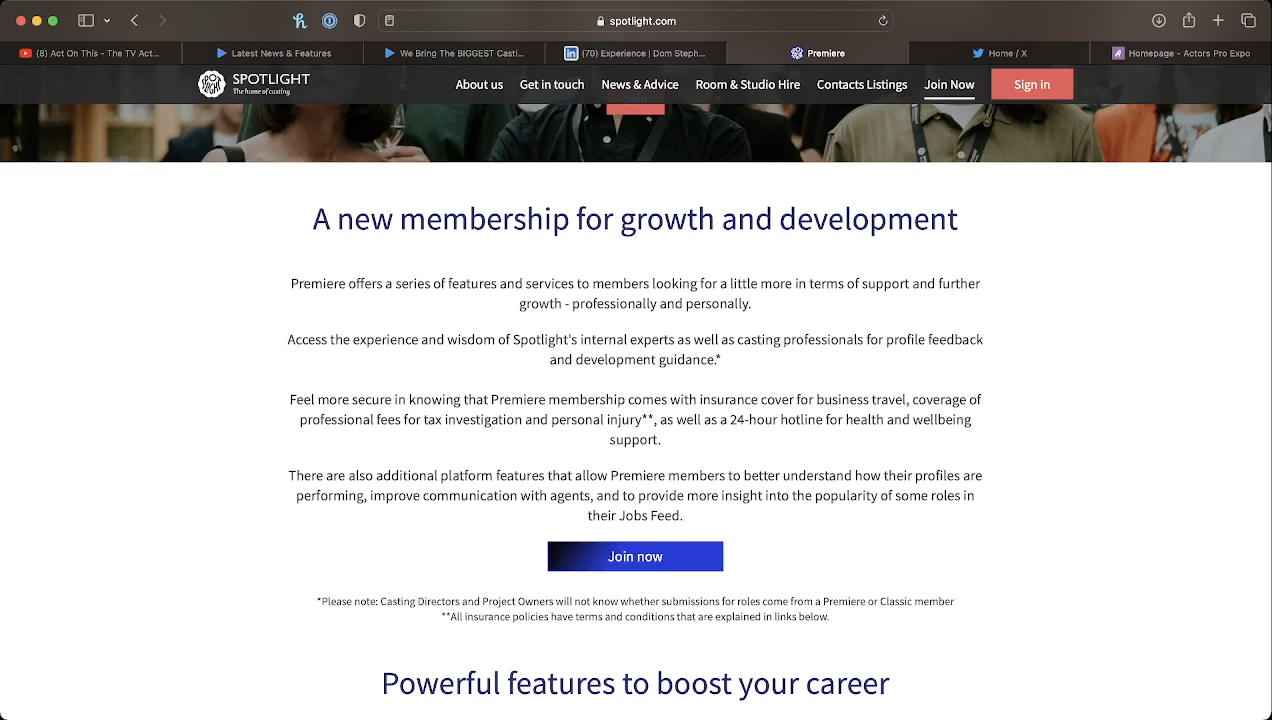 spotlight.com
(8) Act On This - The TV Act...
Latest News & Features
We Bring The BIGGEST Casti...
(70) Experience | Dom Steph...
Premiere
Home / X
Homepage - Actors Pro Expo
SPOTLIGHT
The home of casting
About us
Get in touch
News & Advice
Room & Studio Hire
Contacts Listings
Join Now
Sign in
A new membership for growth and development
Premiere offers a series of features and services to members looking for a little more in terms of support and further
growth - professionally and personally.
Access the experience and wisdom of Spotlight's internal experts as well as casting professionals for profile feedback
and development guidance.*
Feel more secure in knowing that Premiere membership comes with insurance cover for business travel, coverage of
professional fees for tax investigation and personal injury**, as well as a 24-hour hotline for health and wellbeing
support.
There are also additional platform features that allow Premiere members to better understand how their profiles are
performing, improve communication with agents, and to provide more insight into the popularity of some roles in
their Jobs Feed.
Join now
*Please note: Casting Directors and Project Owners will not know whether submissions for roles come from a Premiere or Classic member
**All insurance policies have terms and conditions that are explained in links below.
Powerful features to boost your career